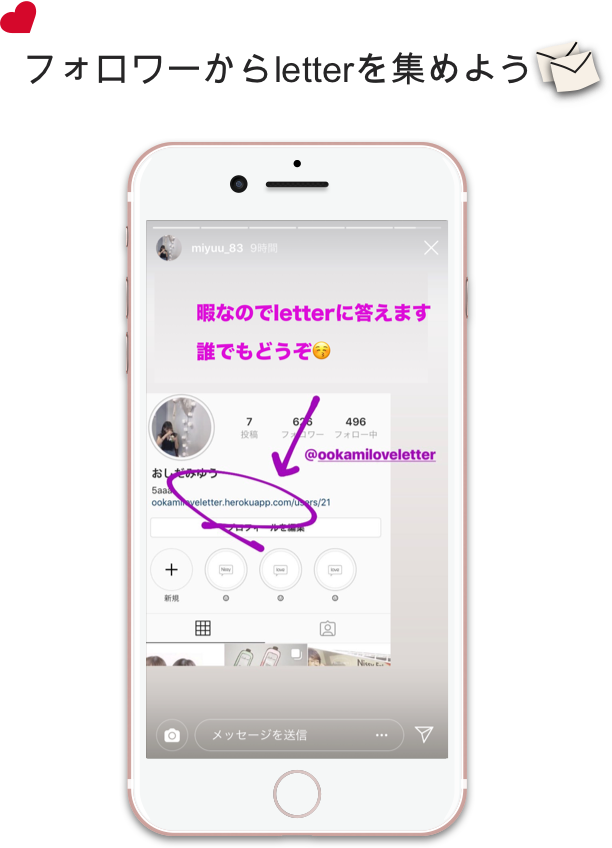 フォロワーからletterを集めよう
miyuu_83 9時間
暇なのでletterに答えます
誰でもどうぞ😚
7 626 496
投稿 フォロワー フォロー中
@ookamiloveletter
おしだみゆう
5aaa
ookamiloveletter.herokuapp.com/users/21
プロフィールを編集
新規
メッセージを送信